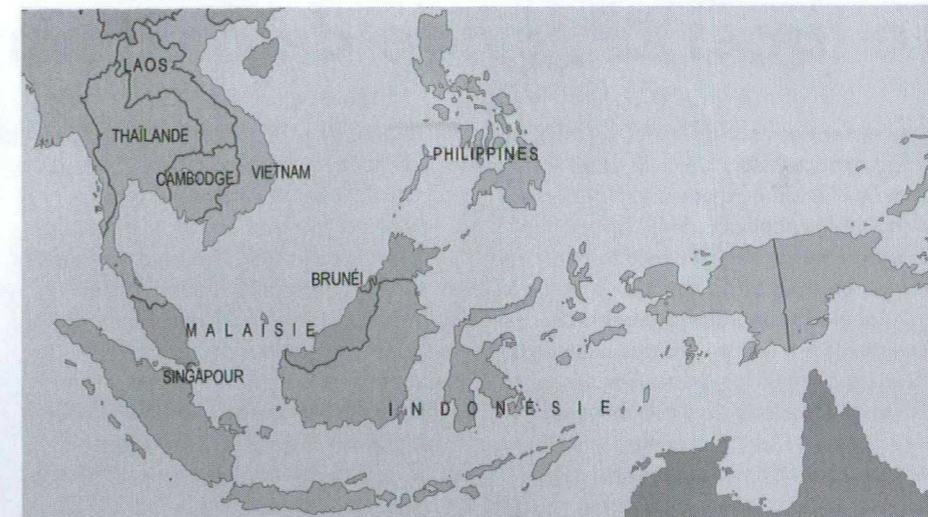 LAOS
THAÏLANDE
CAMBODGE
VIETNAM
PHILIPPINES
BRUNÉI
MALAISIE
SINGAPOUR
INDONÉSIE